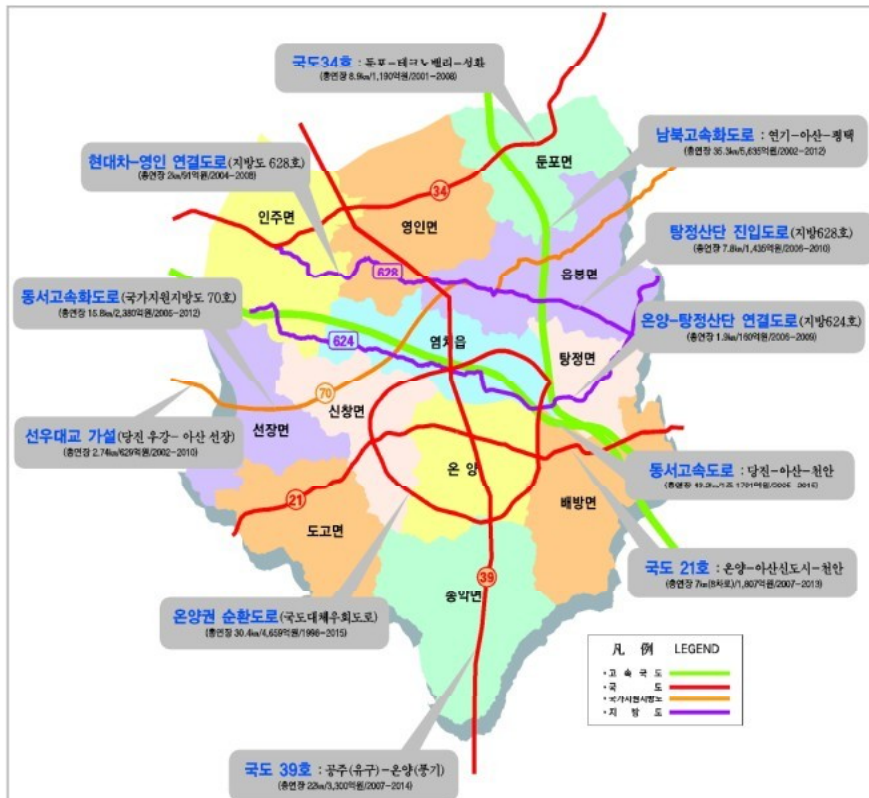 국도34호 : 둔포-테크노밸리-성환
(총연장 8.9km/1,190억원/2001-2008)
남북고속화도로 : 연기-아산-평택
(총연장 35.3km/5,635억원/2002-2012)
현대차-영인 연결도로(지방도 628호)
(총연장 2km/91억원/2004-2008)
둔포면
34
인주면
영인면
탕정산단 진입도로(지방628호)
(총연장 7.8km/1,435억원/2006-2010)
628
음봉면
동서고속화도로(국가지원지방도 70호)
(총연장 15.8km/2,380억원/2005-2012)
온양-탕정산단 연결도로(지방624호)
(총연장 1.9km/160억원/2006-2009)
624
염치읍
탕정면
70
신창면
선장면
선우대교 가설(당진 우강- 아산 선장)
(총연장 2.74km/629억원/2002-2010)
온 양
동서고속도로 : 당진-아산-천안
21
배방면
도고면
국도 21호 : 온양-아산신도시-천안
(총연장 7km(8차로)/1,807억원/2007-2013)
39
송악면
온양권 순환도로(국도대체우회도로)
(총연장 30.4km/4,659억원/1998-2015)
凡 例 LEGEND
• 고 속 국 도
• 국 도
• 국가지원지방도
• 지 방 도
국도 39호 : 공주(유구)-온양(풍기)
(총연장 22km/3,300억원/2007-2014)